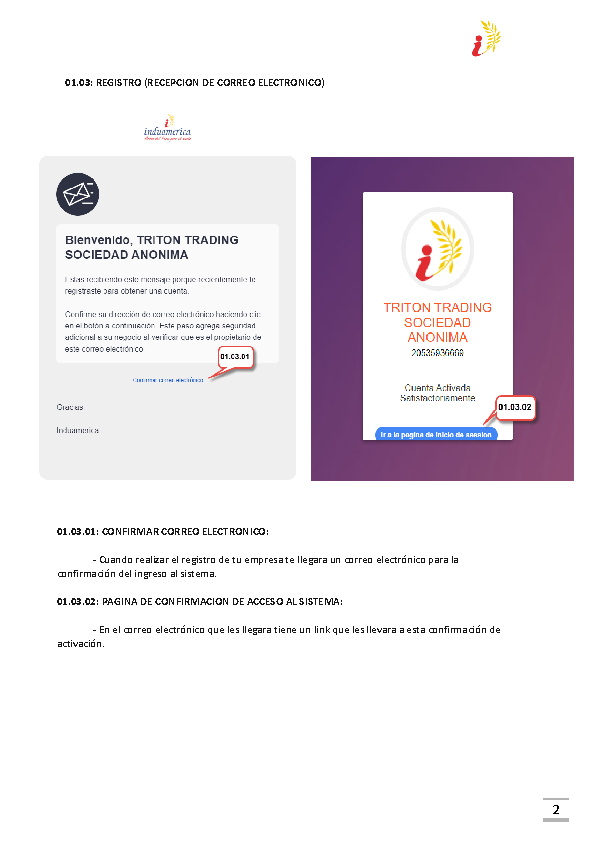 01.03: REGISTRO (RECEPCION DE CORREO ELECTRONICO)
induamerica
Bienvenido, TRITON TRADING
SOCIEDAD ANONIMA
Estas recibiendo este mensaje porque recientemente te
registraste para obtener una cuenta.
Confirme su dirección de correo electrónico haciendo clic
en el botón a continuación. Este paso agrega seguridad
adicional a su negocio al verificar que es el propietario de
este correo electrónico
01.03.01
Confirmar correo electrónico
Gracias
Induamerica
TRITON TRADING
SOCIEDAD
ANONIMA
20535936669
Cuenta Activada
Satisfactoriamente
01.03.02
Ir a la pagina de inicio de sesion
01.03.01: CONFIRMAR CORREO ELECTRONICO:
- Cuando realizar el registro de tu empresa te llegara un correo electrónico para la
confirmación del ingreso al sistema.
01.03.02: PAGINA DE CONFIRMACION DE ACCESO AL SISTEMA:
- En el correo electrónico que les llegara tiene un link que les llevara a esta confirmación de
activación.
2